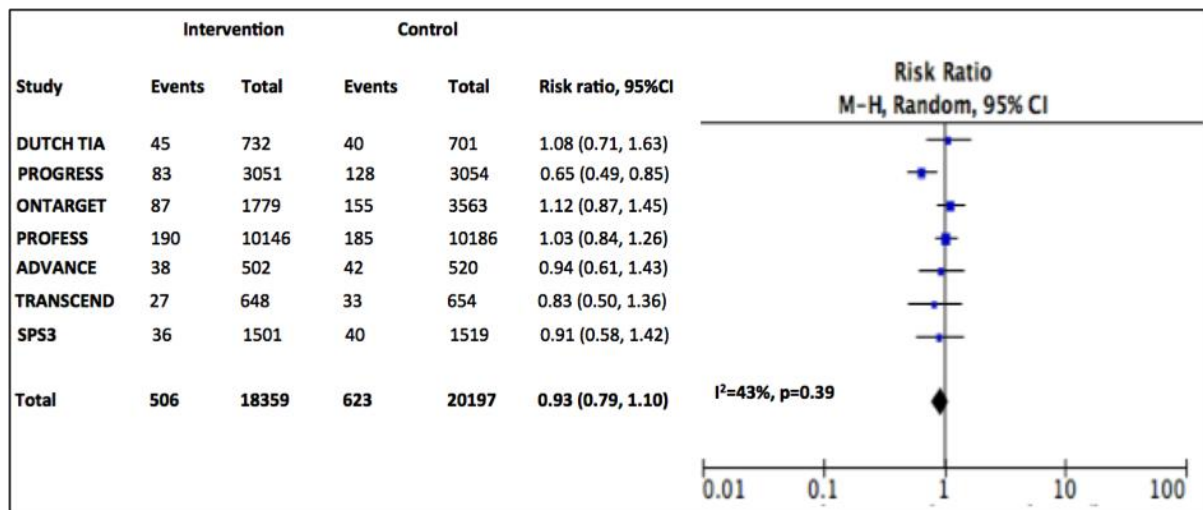 Intervention Control
Study Events Total Events Total Risk ratio, 95%CI
Risk Ratio
M-H, Random, 95% CI
DUTCH TIA 45 732 40 701 1.08 (0.71, 1.63)
PROGRESS 83 3051 128 3054 0.65 (0.49, 0.85)
ONTARGET 87 1779 155 3563 1.12 (0.87, 1.45)
PROFESS 190 10146 185 10186 1.03 (0.84, 1.26)
ADVANCE 38 502 42 520 0.94 (0.61, 1.43)
TRANSCEND 27 648 33 654 0.83 (0.50, 1.36)
SPS3 36 1501 40 1519 0.91 (0.58, 1.42)
Total 506 18359 623 20197 0.93 (0.79, 1.10) I²=43%, p=0.39
0.01 0.1 1 10 100